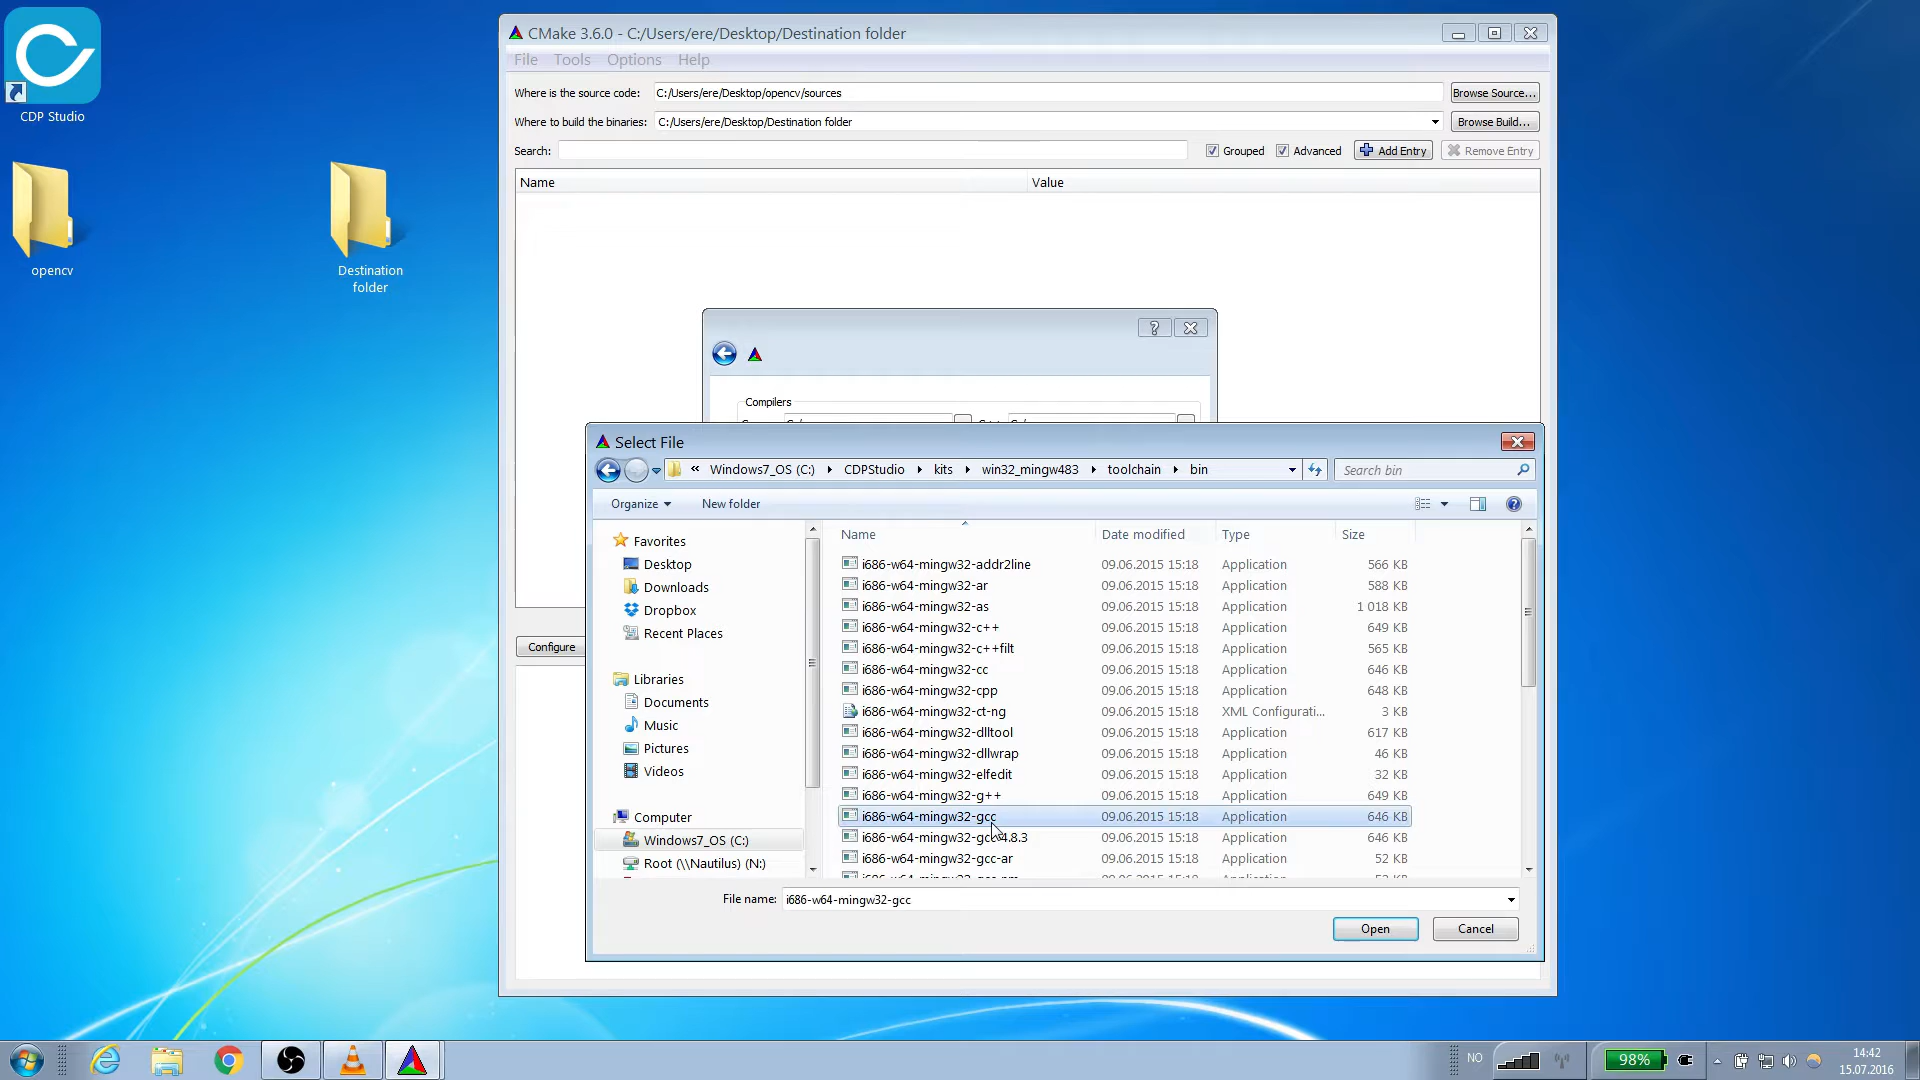 CDP Studio
opencv
Destination
folder
CMake 3.6.0 - C:/Users/ere/Desktop/Destination folder
File Tools Options Help
Where is the source code: C:/Users/ere/Desktop/opencv/sources Browse Source...
Where to build the binaries: C:/Users/ere/Desktop/Destination folder Browse Build...
Search: Grouped Advanced Add Entry Remove Entry
Name Value
Compilers
Configure
Select File
« Windows7_OS (C:) CDPStudio kits win32_mingw483 toolchain bin Search bin
Organize New folder
Favorites
Desktop
Downloads
Dropbox
Recent Places
Libraries
Documents
Music
Pictures
Videos
Computer
Windows7_OS (C:)
Root (\\Nautilus) (N:)
Name Date modified Type Size
i686-w64-mingw32-addr2line 09.06.2015 15:18 Application 566 KB
i686-w64-mingw32-ar 09.06.2015 15:18 Application 588 KB
i686-w64-mingw32-as 09.06.2015 15:18 Application 1 018 KB
i686-w64-mingw32-c++ 09.06.2015 15:18 Application 649 KB
i686-w64-mingw32-c++filt 09.06.2015 15:18 Application 565 KB
i686-w64-mingw32-cc 09.06.2015 15:18 Application 646 KB
i686-w64-mingw32-cpp 09.06.2015 15:18 Application 648 KB
i686-w64-mingw32-ct-ng 09.06.2015 15:18 XML Configurati... 3 KB
i686-w64-mingw32-dlltool 09.06.2015 15:18 Application 617 KB
i686-w64-mingw32-dllwrap 09.06.2015 15:18 Application 46 KB
i686-w64-mingw32-elfedit 09.06.2015 15:18 Application 32 KB
i686-w64-mingw32-g++ 09.06.2015 15:18 Application 649 KB
i686-w64-mingw32-gcc 09.06.2015 15:18 Application 646 KB
i686-w64-mingw32-gcc-4.8.3 09.06.2015 15:18 Application 646 KB
i686-w64-mingw32-gcc-ar 09.06.2015 15:18 Application 52 KB
File name: i686-w64-mingw32-gcc
Open Cancel
NO 98% 14:42
15.07.2016